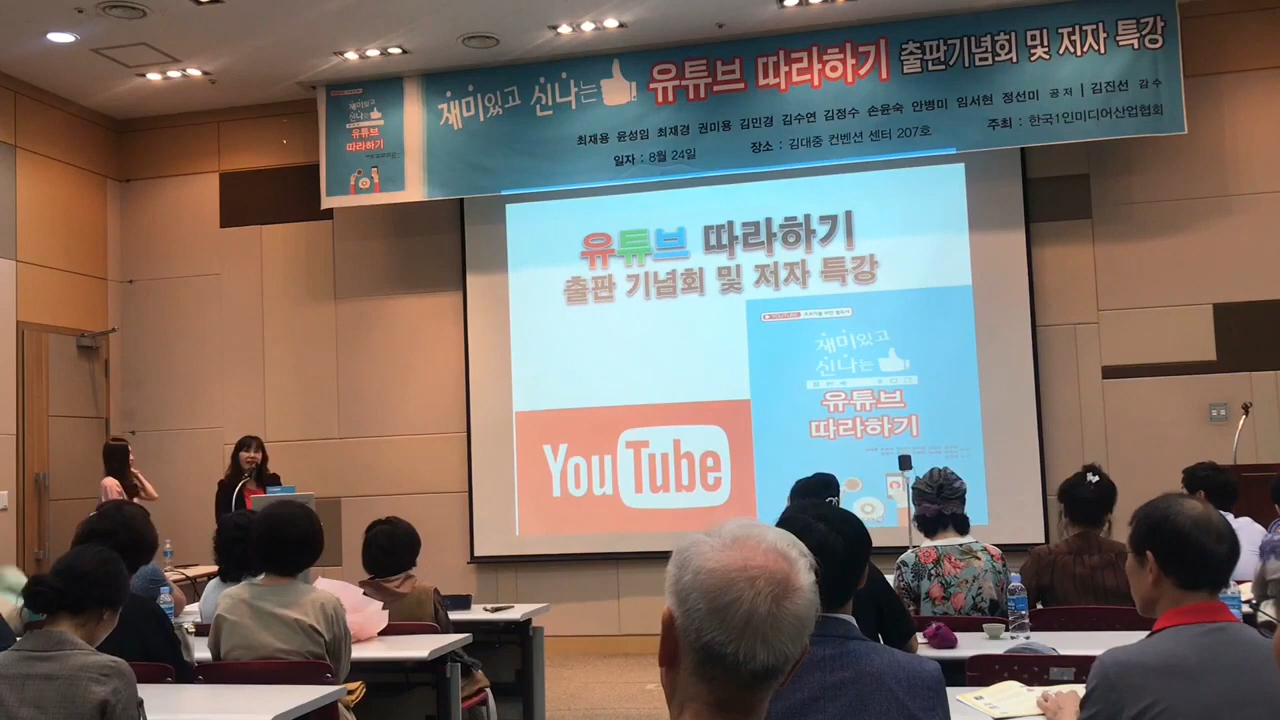 재미있고 신나는 유튜브 따라하기 출판기념회 및 저자 특강
최재용 윤성임 최재경 권미용 김민경 김수연 김정수 손윤숙 안병미 임서현 정선미 공저 | 김진선 감수
일자 : 8월 24일 장소 : 김대중 컨벤션 센터 207호 주최 : 한국1인미디어산업협회
재미있고
신나는
유튜브
따라하기
유튜브 따라하기
출판 기념회 및 저자 특강
YouTube
YOUTUBE
재미있고
신나는
유튜브
따라하기